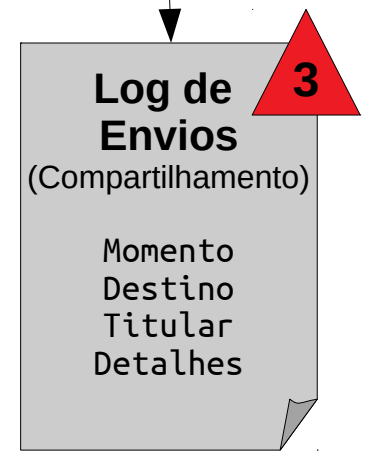 3
Log de
Envios
(Compartilhamento)
Momento
Destino
Titular
Detalhes